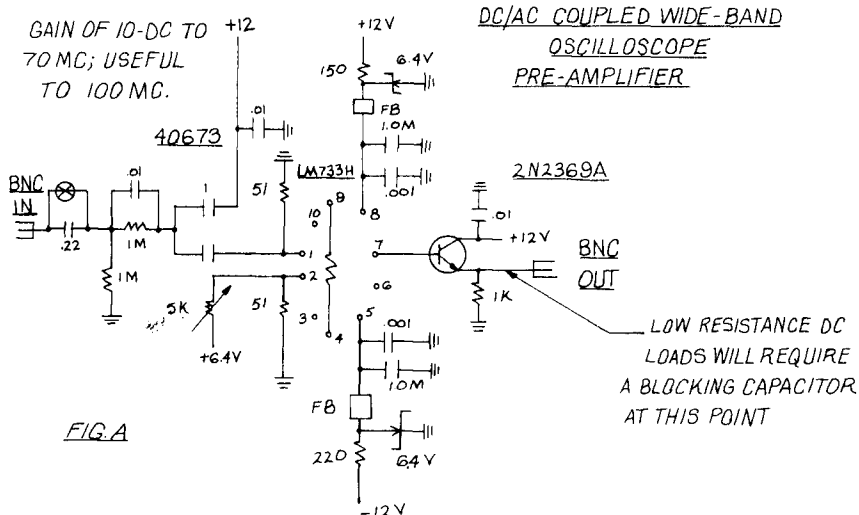 GAIN OF 10-DC TO
70 MC; USEFUL
TO 100 MC.
DC/AC COUPLED WIDE-BAND
OSCILLOSCOPE
PRE-AMPLIFIER
+12
+12V
150
6.4V
FB
.01
40673
1.0M
.001
LM733H
2N2369A
BNC
IN
.22
.01
1M
1M
1
51
10
9
8
1
2
3
4
5
6
7
.01
+12V
BNC
OUT
1K
5K
+6.4V
51
.001
10M
FB
6.4V
220
-12V
LOW RESISTANCE DC
LOADS WILL REQUIRE
A BLOCKING CAPACITOR
AT THIS POINT
FIG.A